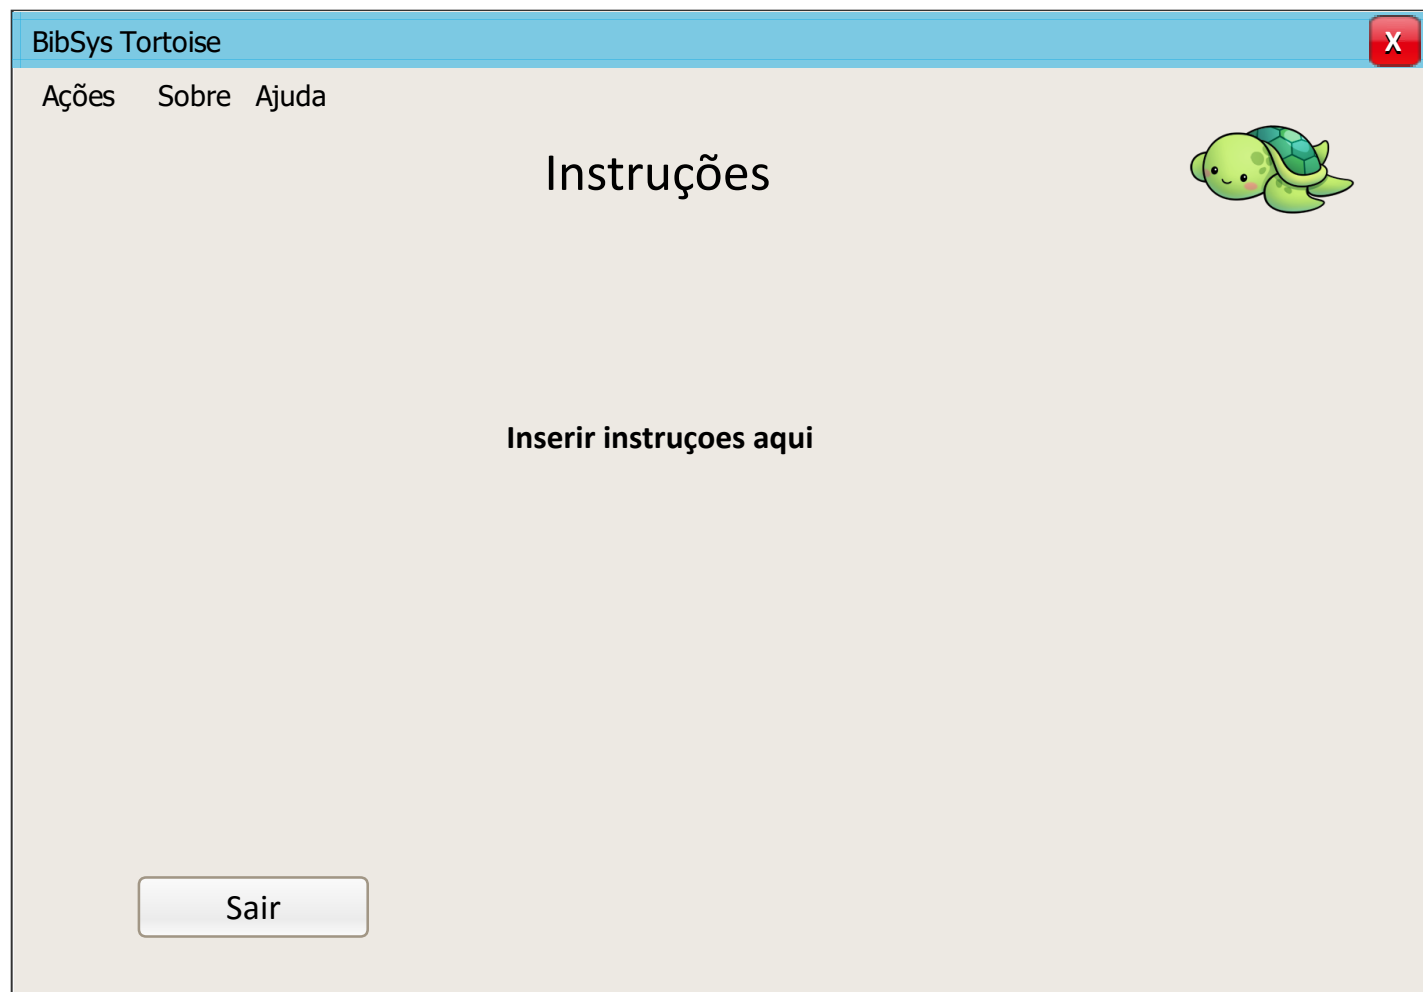 BibSys Tortoise
X
Ações Sobre Ajuda
Instruções
Inserir instruçoes aqui
Sair